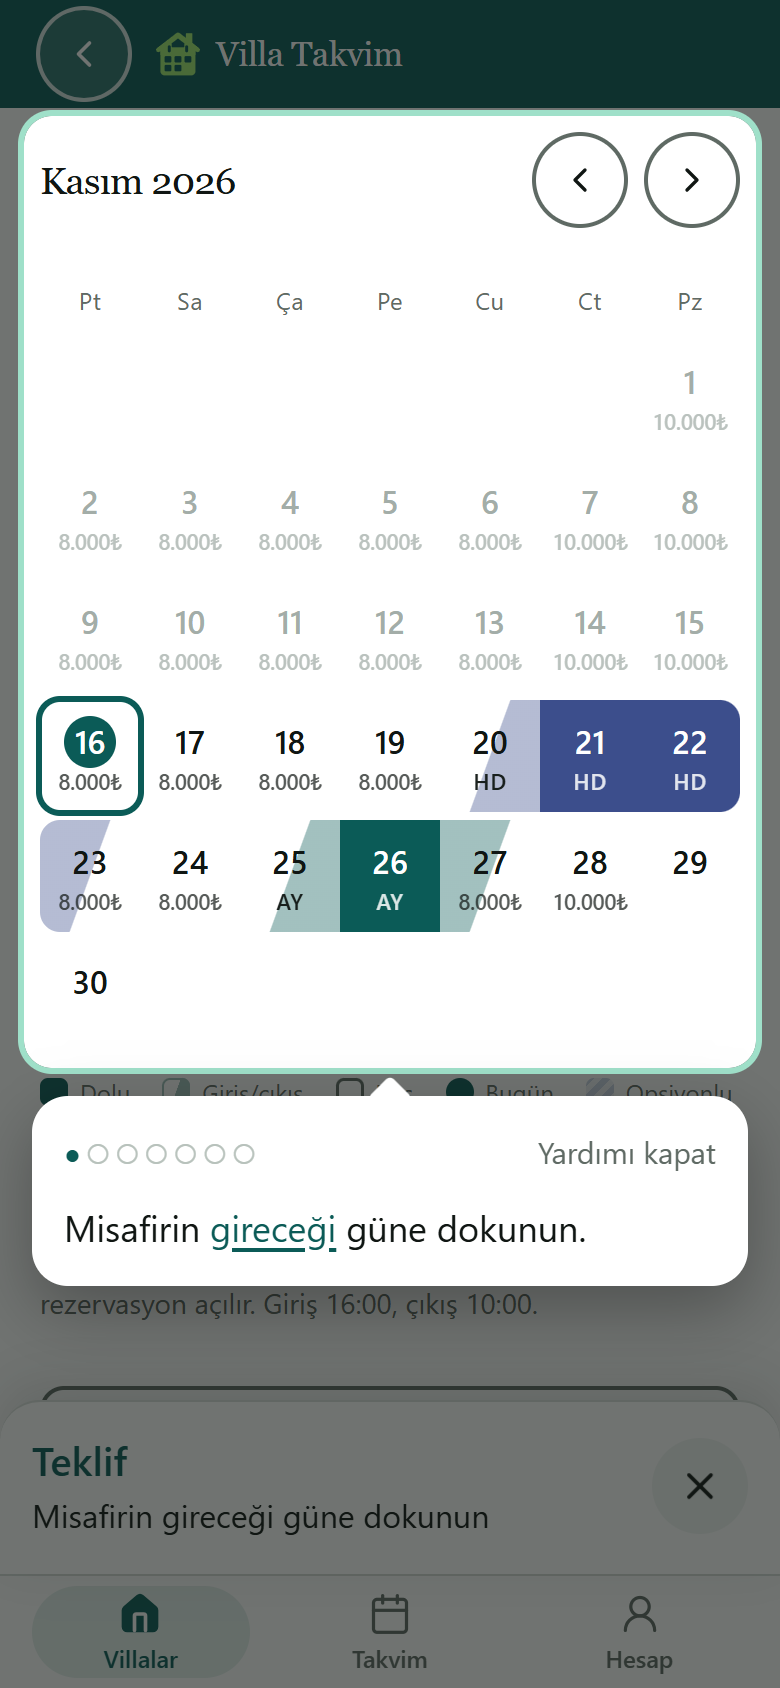 Villa Takvim
Kasım 2026
Pt Sa Ça Pe Cu Ct Pz
1
10.000₺
2 3 4 5 6 7 8
8.000₺ 8.000₺ 8.000₺ 8.000₺ 8.000₺ 10.000₺ 10.000₺
9 10 11 12 13 14 15
8.000₺ 8.000₺ 8.000₺ 8.000₺ 8.000₺ 10.000₺ 10.000₺
16 17 18 19 20 21 22
8.000₺ 8.000₺ 8.000₺ 8.000₺ HD HD HD
23 24 25 26 27 28 29
8.000₺ 8.000₺ AY AY 8.000₺ 10.000₺
30
Dolu Giriş/çıkış Bugün Opsiyonlu
Yardımı kapat
Misafirin gireceği güne dokunun.
rezervasyon açılır. Giriş 16:00, çıkış 10:00.
Teklif
Misafirin gireceği güne dokunun
Villalar Takvim Hesap